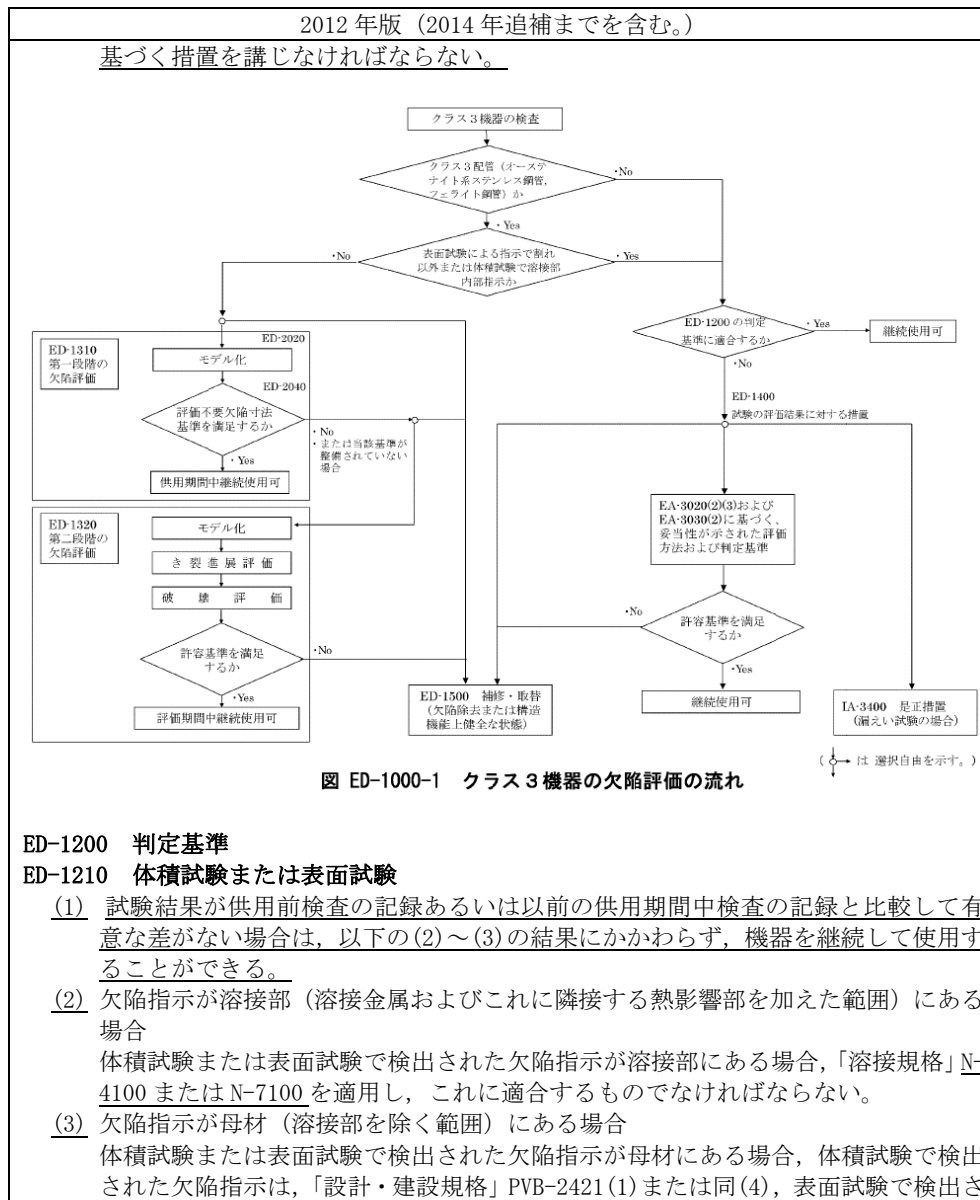 2012 年版（2014 年追補までを含む。）
基づく措置を講じなければならない。
クラス３機器の検査
クラス３配管（オーステ
ナイト系ステンレス鋼管,
フェライト鋼管）か
・No
・Yes
表面試験による指示で割れ
以外または体積試験で溶接部
内部指示か
・No
・Yes
ED-1200 の判定
基準に適合するか
・Yes
継続使用可
・No
ED-1400
試験の評価結果に対する措置
ED-1310
第一段階の
欠陥評価
ED-2020
モデル化
ED-2040
評価不要欠陥寸法
基準を満足するか
・No
・または当該基準が
整備されていない
場合
・Yes
供用期間中継続使用可
ED-1320
第二段階の
欠陥評価
モデル化
き裂進展評価
破壊評価
許容基準を満足
するか
・No
・Yes
評価期間中継続使用可
EA-3020(2)(3)および
EA-3030(2)に基づく、
妥当性が示された評価
方法および判定基準
・No
許容基準を満足
するか
・Yes
継続使用可
ED-1500 補修・取替
（欠陥除去または構造
機能上健全な状態）
IA-3400 是正措置
（漏えい試験の場合）
（ は 選択自由を示す。）
図 ED-1000-1 クラス３機器の欠陥評価の流れ
ED-1200 判定基準
ED-1210 体積試験または表面試験
(1) 試験結果が供用前検査の記録あるいは以前の供用期間中検査の記録と比較して有
意な差がない場合は，以下の(2)～(3)の結果にかかわらず，機器を継続して使用す
ることができる。
(2) 欠陥指示が溶接部（溶接金属およびこれに隣接する熱影響部を加えた範囲）にある
場合
体積試験または表面試験で検出された欠陥指示が溶接部にある場合，「溶接規格」N-
4100 または N-7100 を適用し，これに適合するものでなければならない。
(3) 欠陥指示が母材（溶接部を除く範囲）にある場合
体積試験または表面試験で検出された欠陥指示が母材にある場合，体積試験で検出
された欠陥指示は，「設計・建設規格」PVB-2421(1)または同(4)，表面試験で検出さ